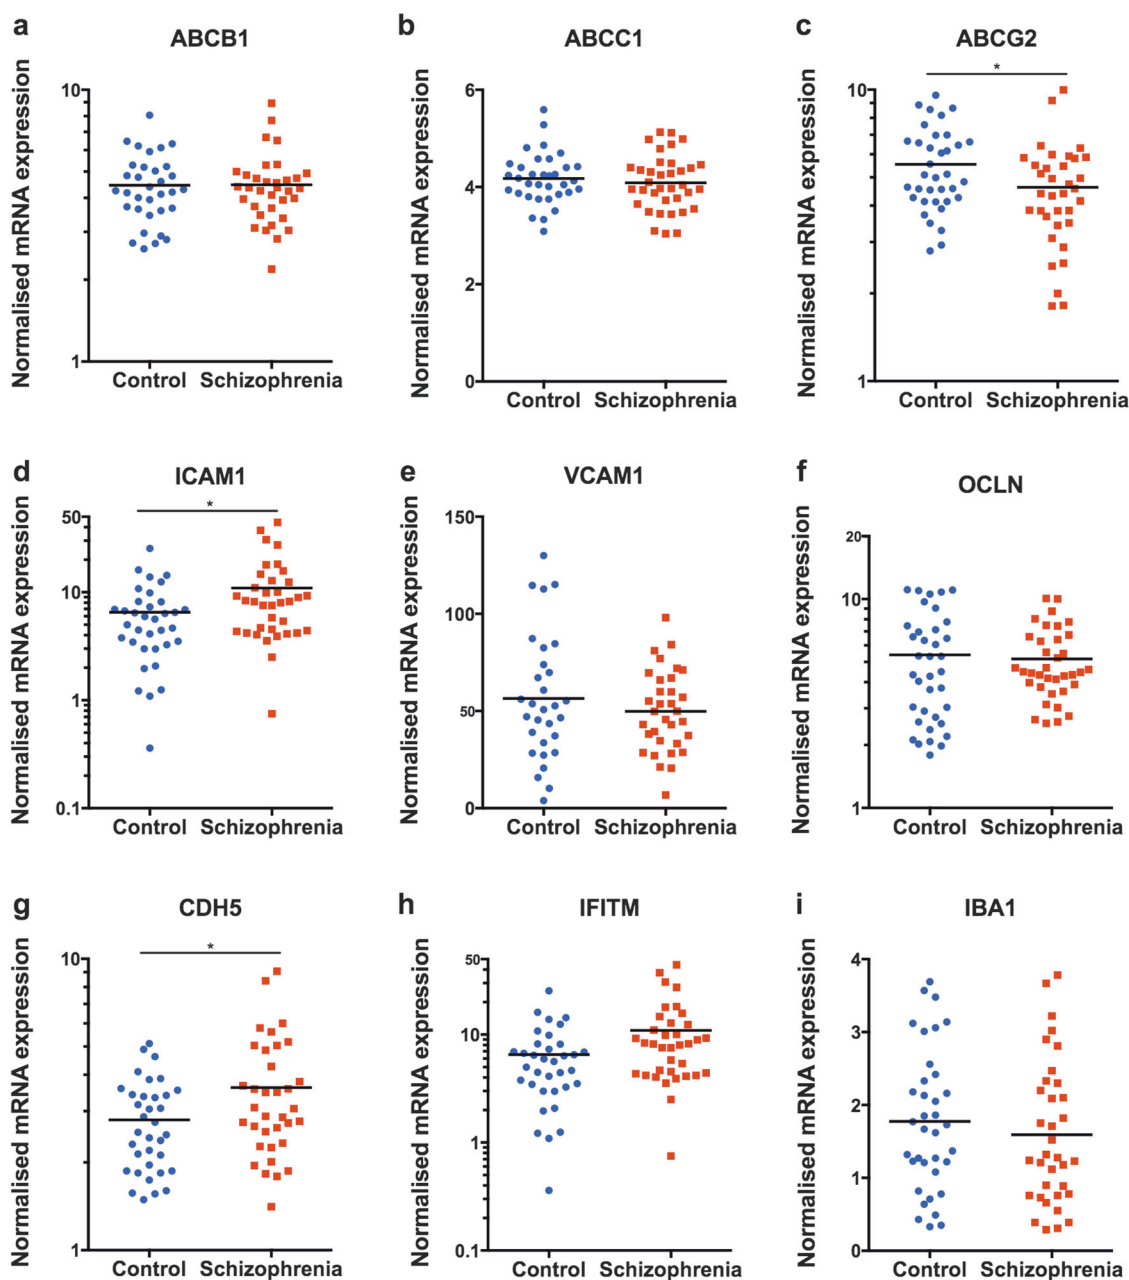 a
ABCB1
Normalised mRNA expression
10
1
Control
Schizophrenia
b
ABCC1
Normalised mRNA expression
6
4
2
0
Control
Schizophrenia
c
ABCG2
*
Normalised mRNA expression
10
1
Control
Schizophrenia
d
ICAM1
*
Normalised mRNA expression
50
10
1
0.1
Control
Schizophrenia
e
VCAM1
Normalised mRNA expression
150
100
50
0
Control
Schizophrenia
f
OCLN
Normalised mRNA expression
20
10
1
Control
Schizophrenia
g
CDH5
*
Normalised mRNA expression
10
1
Control
Schizophrenia
h
IFITM
Normalised mRNA expression
50
10
1
0.1
Control
Schizophrenia
i
IBA1
Normalised mRNA expression
4
3
2
1
0
Control
Schizophrenia